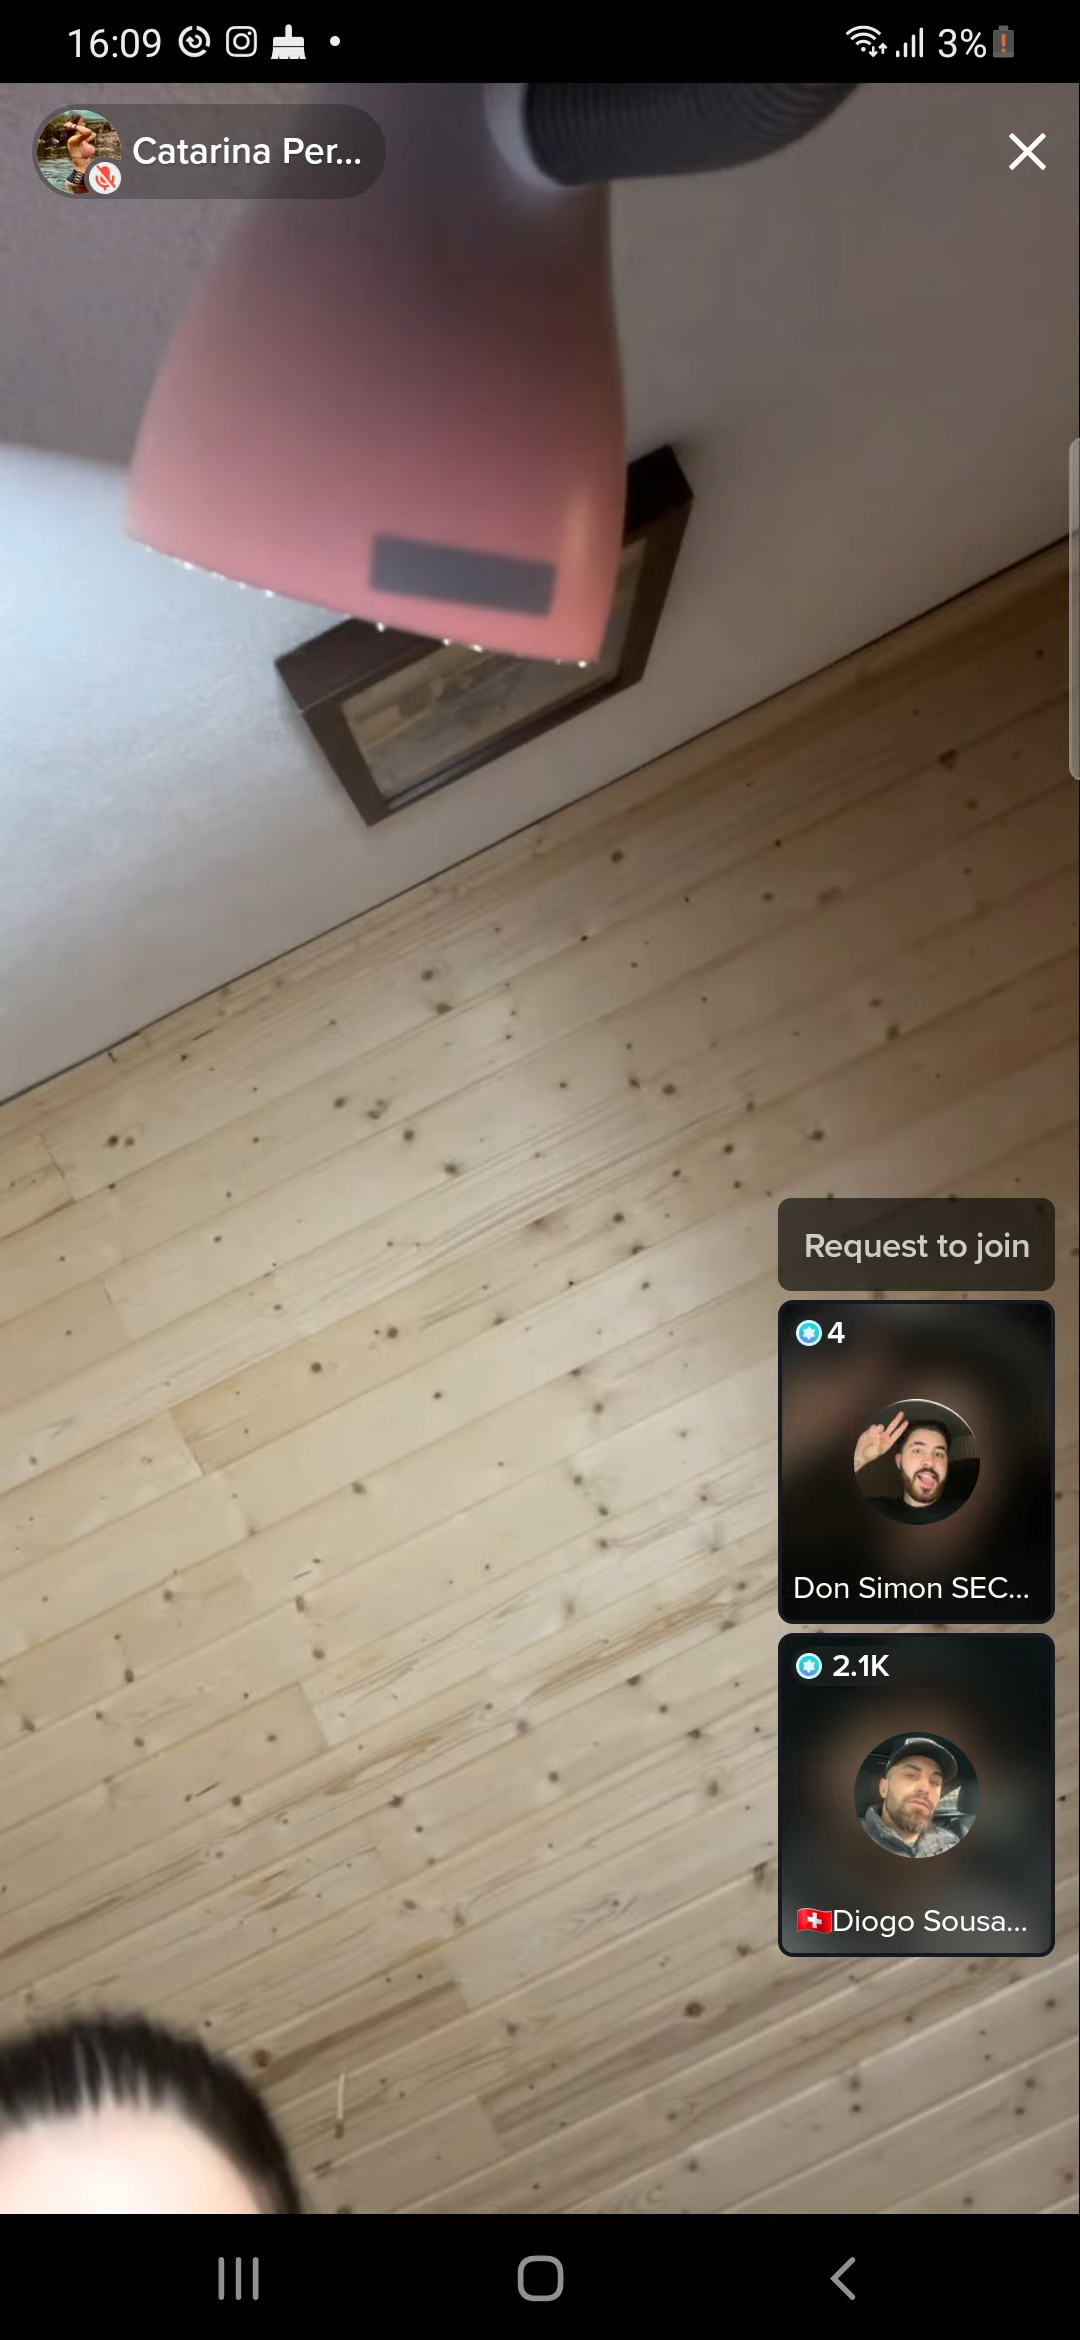 16:09
3%
Catarina Per...
Request to join
4
Don Simon SEC...
2.1K
🇨🇭Diogo Sousa...